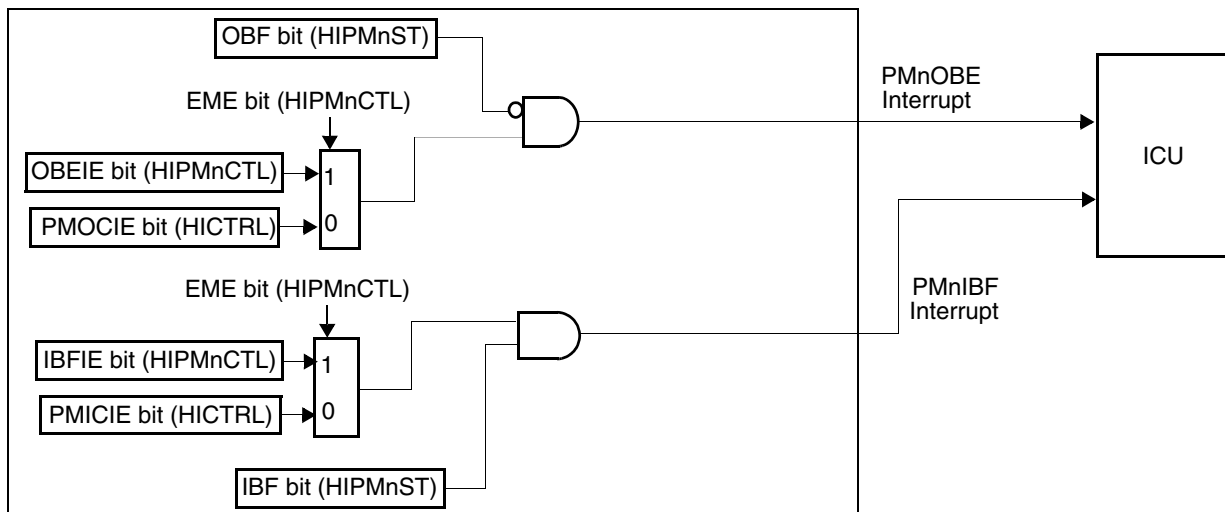 OBF bit (HIPMnST)
EME bit (HIPMnCTL)
OBEIE bit (HIPMnCTL)
1
PMOCIE bit (HICTRL)
0
PMnOBE
Interrupt
ICU
EME bit (HIPMnCTL)
IBFIE bit (HIPMnCTL)
1
PMICIE bit (HICTRL)
0
PMnIBF
Interrupt
IBF bit (HIPMnST)